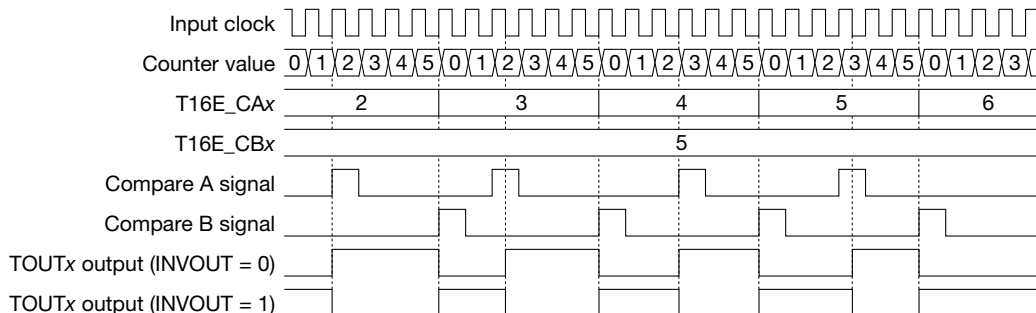 Input clock
Counter value 0 1 2 3 4 5 0 1 2 3 4 5 0 1 2 3 4 5 0 1 2 3 4 5 0 1 2 3
T16E_CAx 2 3 4 5 6
T16E_CBx 5
Compare A signal
Compare B signal
TOUTx output (INVOUT = 0)
TOUTx output (INVOUT = 1)